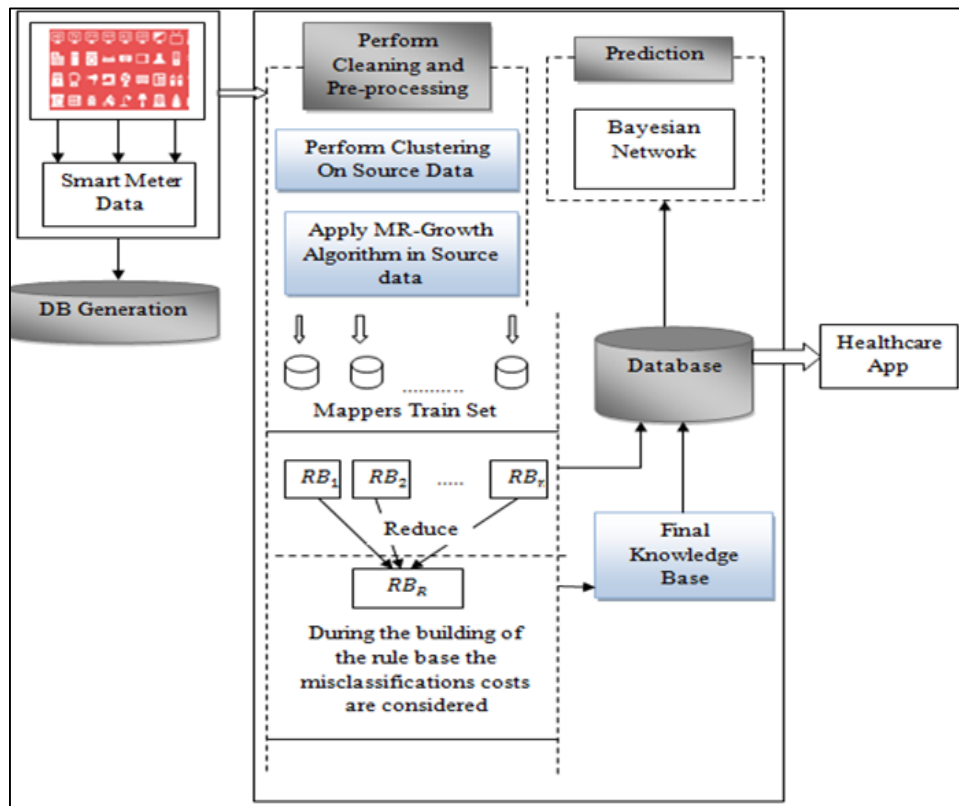 Smart Meter
Data
DB Generation
Perform
Cleaning and
Pre-processing
Perform Clustering
On Source Data
Apply MR-Growth
Algorithm in Source
data
..........
Mappers Train Set
RB₁
RB₂
.....
RBₙ
Reduce
RB_R
During the building of
the rule base the
misclassifications costs
are considered
Prediction
Bayesian
Network
Database
Healthcare
App
Final
Knowledge
Base